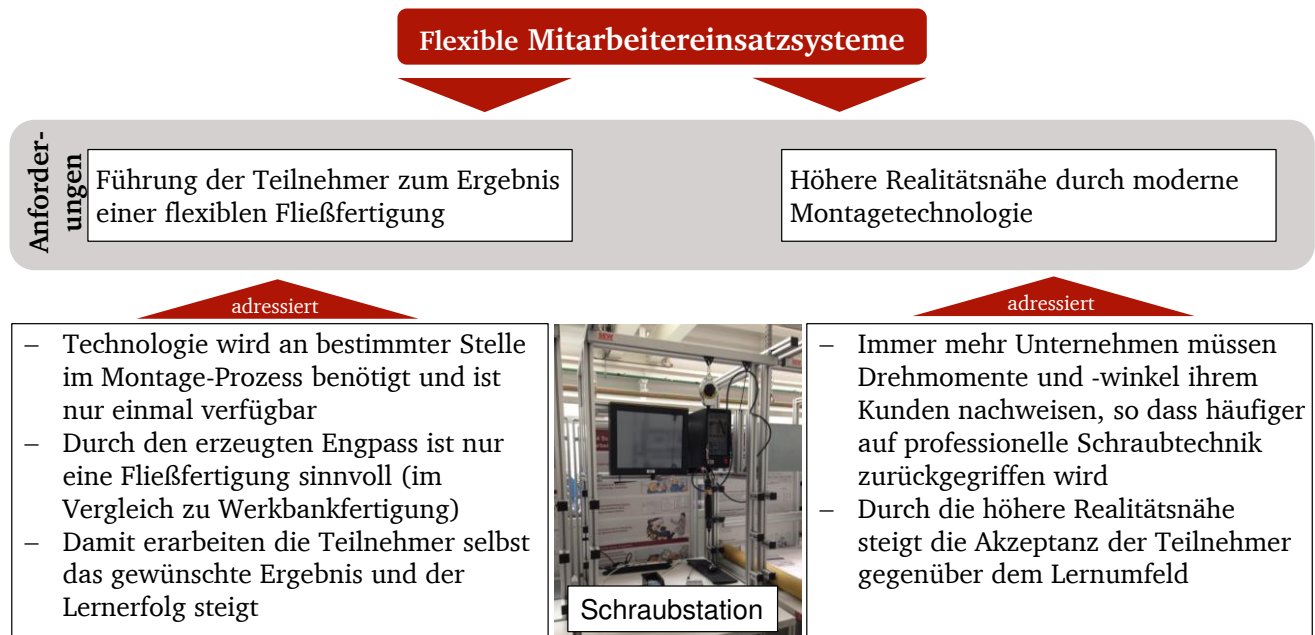 Flexible Mitarbeitereinsatzsysteme
Anforder-
ungen
Führung der Teilnehmer zum Ergebnis
einer flexiblen Fließfertigung
Höhere Realitätsnähe durch moderne
Montagetechnologie
adressiert
adressiert
– Technologie wird an bestimmter Stelle
im Montage-Prozess benötigt und ist
nur einmal verfügbar
– Durch den erzeugten Engpass ist nur
eine Fließfertigung sinnvoll (im
Vergleich zu Werkbankfertigung)
– Damit erarbeiten die Teilnehmer selbst
das gewünschte Ergebnis und der
Lernerfolg steigt
Schraubstation
– Immer mehr Unternehmen müssen
Drehmomente und -winkel ihrem
Kunden nachweisen, so dass häufiger
auf professionelle Schraubtechnik
zurückgegriffen wird
– Durch die höhere Realitätsnähe
steigt die Akzeptanz der Teilnehmer
gegenüber dem Lernumfeld